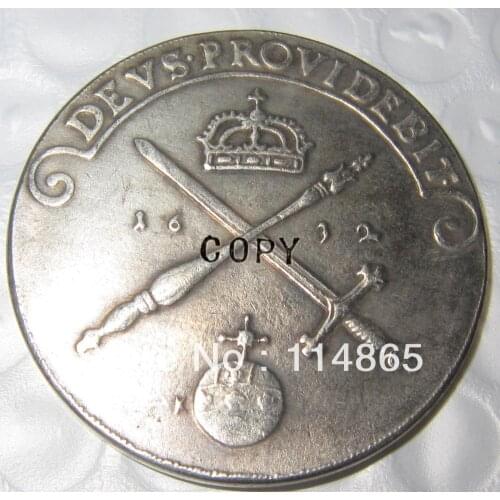 DEVS · PROVIDEBIT
16 32
COPY
No : 114865